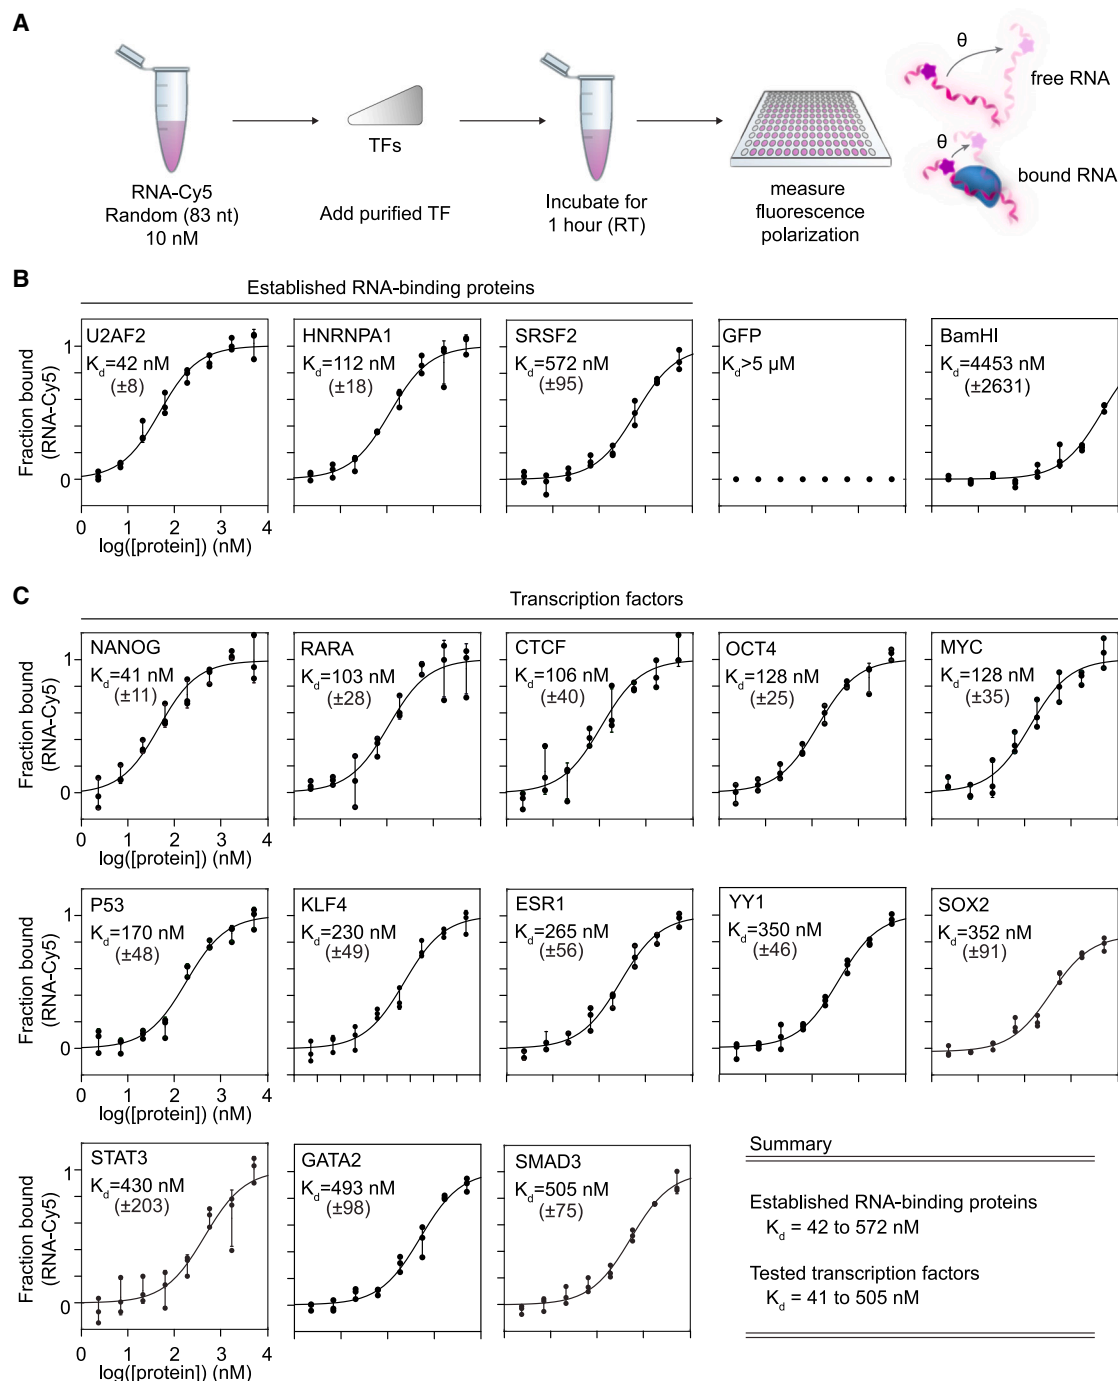 A
RNA-Cy5
Random (83 nt)
10 nM
TFs
Add purified TF
Incubate for
1 hour (RT)
measure
fluorescence
polarization
θ
free RNA
θ
bound RNA
B
Established RNA-binding proteins
Fraction bound
(RNA-Cy5)
1
0
U2AF2
Kd=42 nM
(±8)
0 1 2 3 4
log([protein]) (nM)
HNRNPA1
Kd=112 nM
(±18)
SRSF2
Kd=572 nM
(±95)
GFP
Kd>5 µM
BamHI
Kd=4453 nM
(±2631)
C
Transcription factors
Fraction bound
(RNA-Cy5)
1
0
NANOG
Kd=41 nM
(±11)
0 1 2 3 4
log([protein]) (nM)
RARA
Kd=103 nM
(±28)
CTCF
Kd=106 nM
(±40)
OCT4
Kd=128 nM
(±25)
MYC
Kd=128 nM
(±35)
Fraction bound
(RNA-Cy5)
1
0
P53
Kd=170 nM
(±48)
0 1 2 3 4
log([protein]) (nM)
KLF4
Kd=230 nM
(±49)
ESR1
Kd=265 nM
(±56)
YY1
Kd=350 nM
(±46)
SOX2
Kd=352 nM
(±91)
Fraction bound
(RNA-Cy5)
1
0
STAT3
Kd=430 nM
(±203)
0 1 2 3 4
log([protein]) (nM)
GATA2
Kd=493 nM
(±98)
SMAD3
Kd=505 nM
(±75)
Summary
Established RNA-binding proteins
Kd = 42 to 572 nM
Tested transcription factors
Kd = 41 to 505 nM